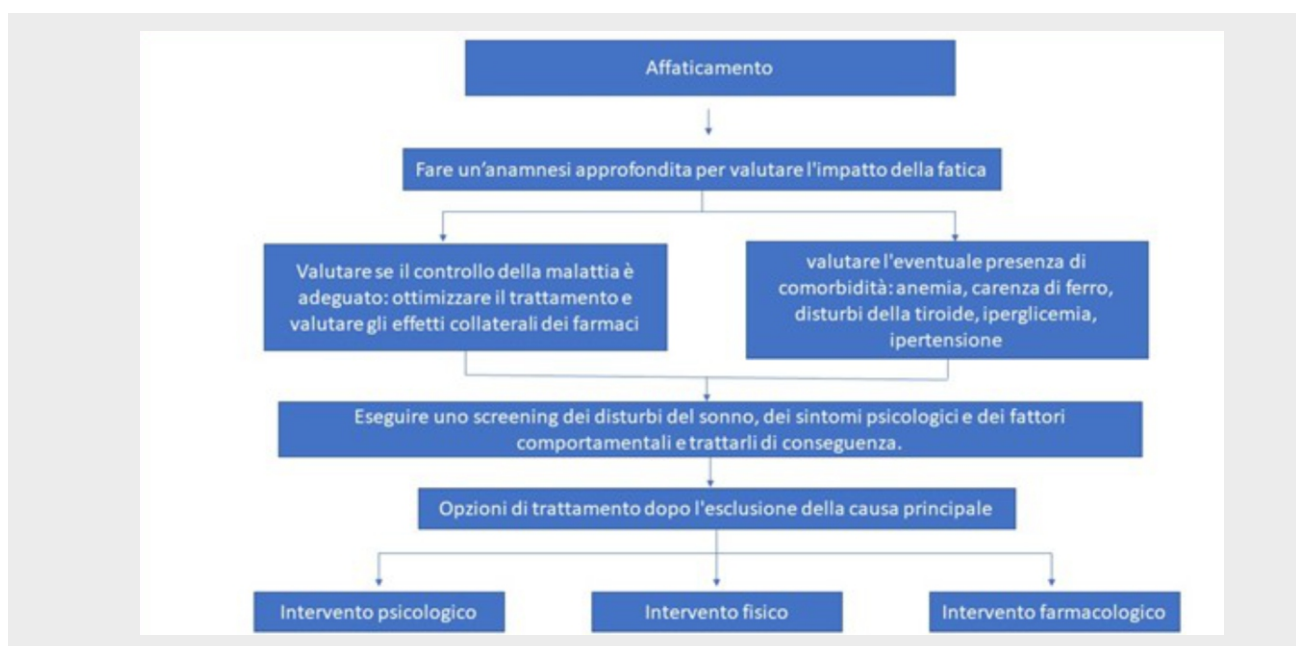 Affaticamento
Fare un'anamnesi approfondita per valutare l'impatto della fatica
Valutare se il controllo della malattia è
adeguato: ottimizzare il trattamento e
valutare gli effetti collaterali dei farmaci
valutare l'eventuale presenza di
comorbidità: anemia, carenza di ferro,
disturbi della tiroide, iperglicemia,
ipertensione
Eseguire uno screening dei disturbi del sonno, dei sintomi psicologici e dei fattori
comportamentali e trattarli di conseguenza.
Opzioni di trattamento dopo l'esclusione della causa principale
Intervento psicologico
Intervento fisico
Intervento farmacologico